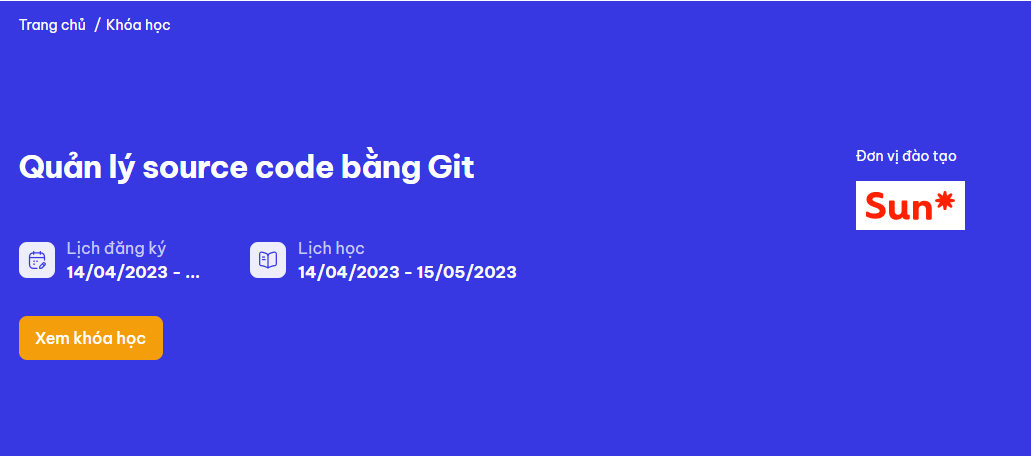 Trang chủ / Khóa học
Quản lý source code bằng Git
Đơn vị đào tạo
Sun*
Lịch đăng ký
14/04/2023 - ...
Lịch học
14/04/2023 - 15/05/2023
Xem khóa học